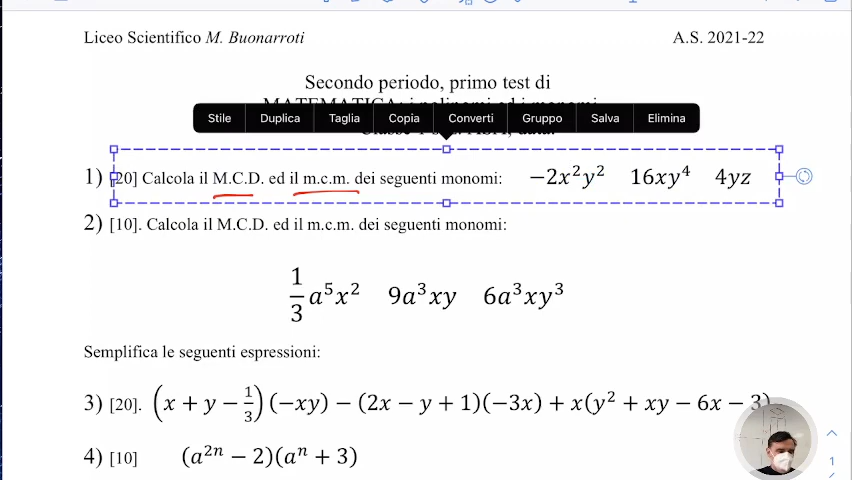 Liceo Scientifico M. Buonarroti A.S. 2021-22
Secondo periodo, primo test di
Stile Duplica Taglia Copia Converti Gruppo Salva Elimina
1) [20] Calcola il M.C.D. ed il m.c.m. dei seguenti monomi: −2x²y² 16xy⁴ 4yz
2) [10]. Calcola il M.C.D. ed il m.c.m. dei seguenti monomi:
1/3 a⁵x² 9a³xy 6a³xy³
Semplifica le seguenti espressioni:
3) [20]. (x + y − 1/3)(−xy) − (2x − y + 1)(−3x) + x(y² + xy − 6x − 3)
4) [10] (a²ⁿ − 2)(aⁿ + 3)
1